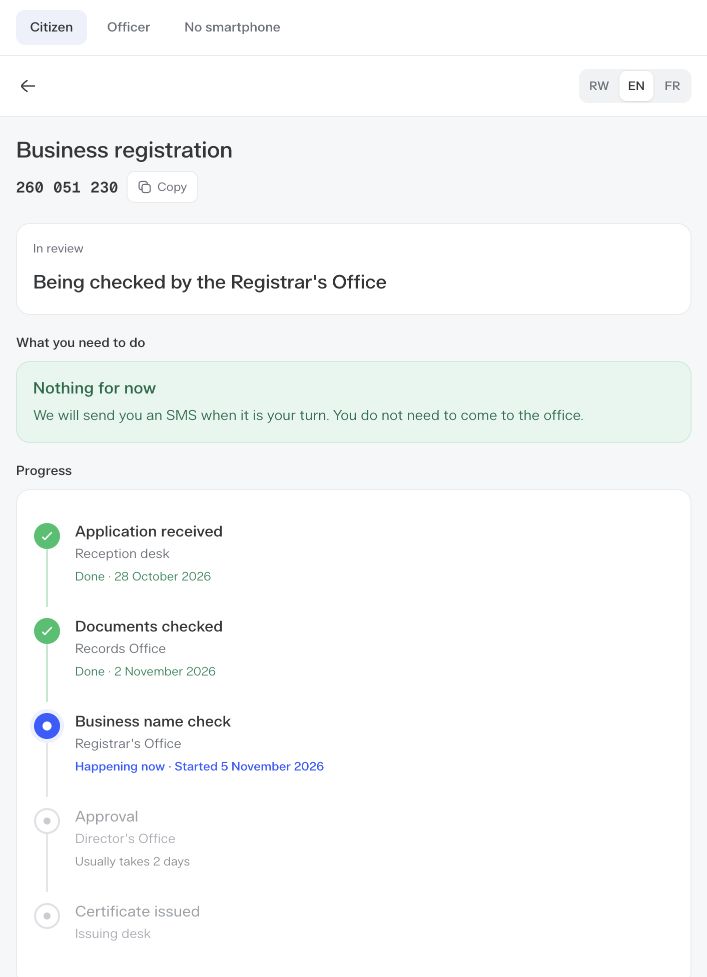 Citizen Officer No smartphone
RW EN FR
Business registration
260 051 230 Copy
In review
Being checked by the Registrar's Office
What you need to do
Nothing for now
We will send you an SMS when it is your turn. You do not need to come to the office.
Progress
Application received
Reception desk
Done · 28 October 2026
Documents checked
Records Office
Done · 2 November 2026
Business name check
Registrar's Office
Happening now · Started 5 November 2026
Approval
Director's Office
Usually takes 2 days
Certificate issued
Issuing desk